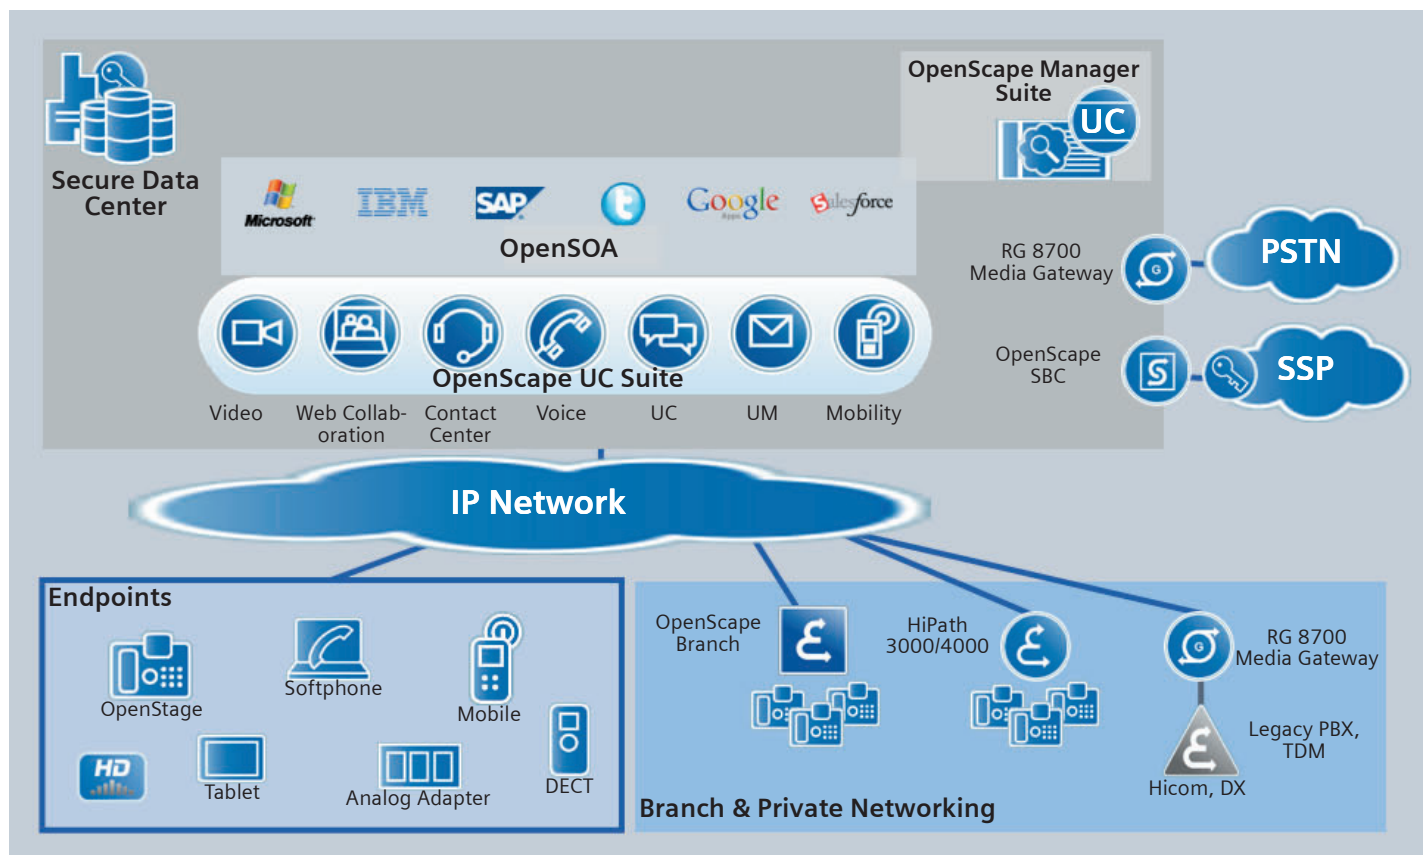 OpenScape Manager
Suite
UC
Secure Data
Center
Microsoft
IBM
SAP
t
Google
Apps
Salesforce
OpenSOA
RG 8700
Media Gateway
G
PSTN
OpenScape UC Suite
OpenScape
SBC
S
SSP
Video
Web Collab-
oration
Contact
Center
Voice
UC
UM
Mobility
IP Network
Endpoints
OpenStage
Softphone
Mobile
HD
Tablet
Analog Adapter
DECT
OpenScape
Branch
HiPath
3000/4000
G
RG 8700
Media Gateway
Legacy PBX,
TDM
Hicom, DX
Branch & Private Networking